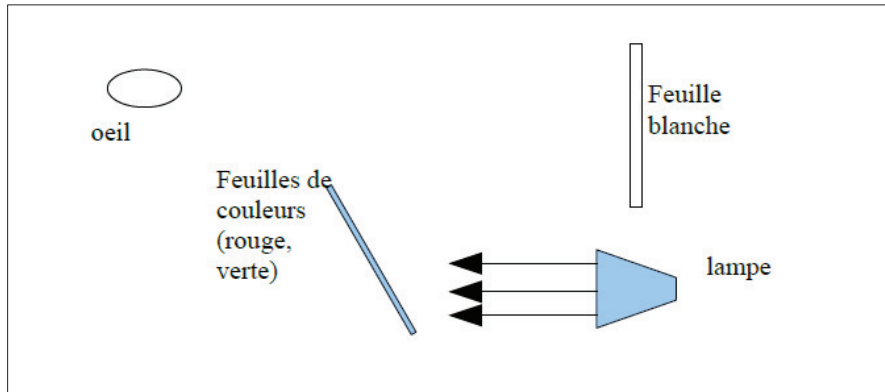 oeil
Feuilles de
couleurs
(rouge,
verte)
Feuille
blanche
lampe